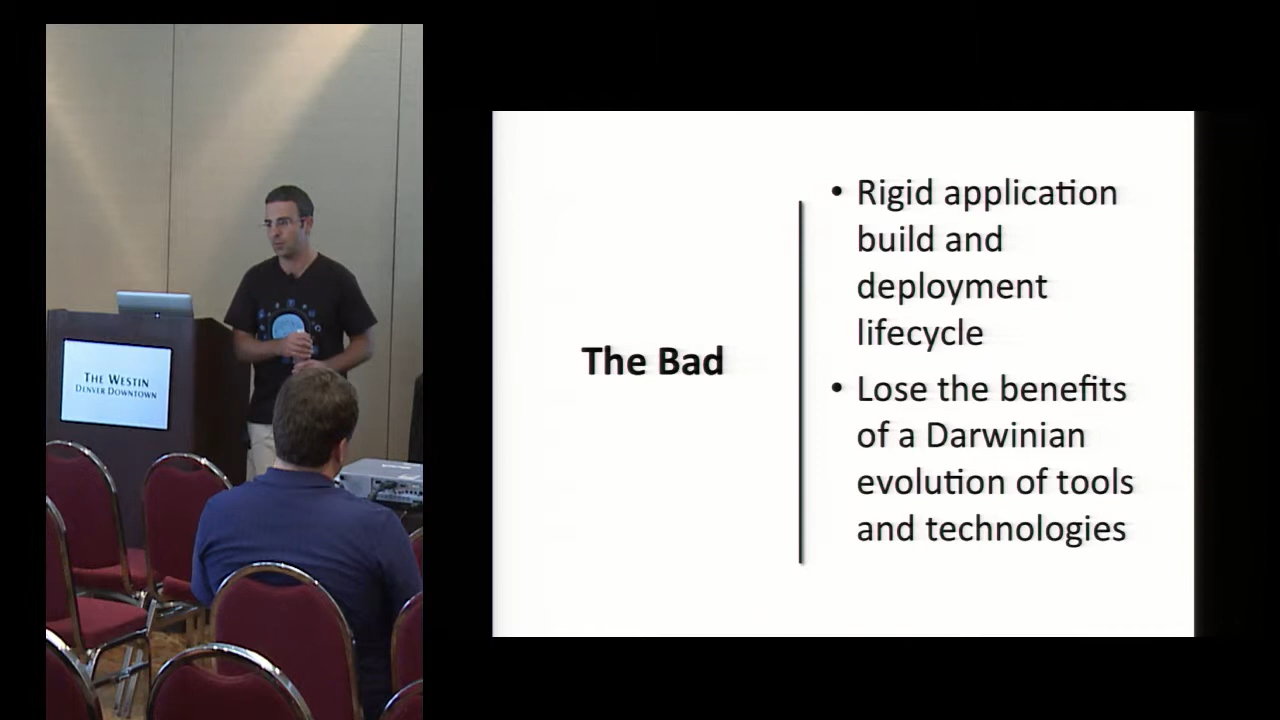 THE WESTIN
DENVER DOWNTOWN
The Bad
• Rigid application
build and
deployment
lifecycle
• Lose the benefits
of a Darwinian
evolution of tools
and technologies